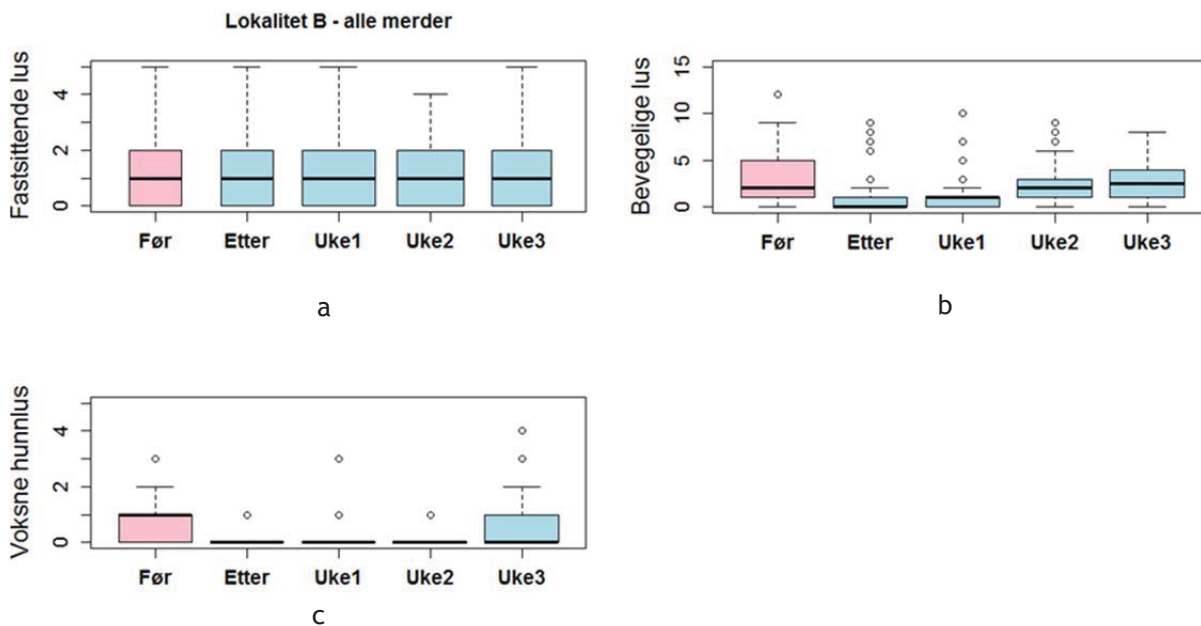 Lokalitet B - alle merder
Fastsittende lus
0 2 4
Før Etter Uke1 Uke2 Uke3
a
Bevegelige lus
0 5 10 15
Før Etter Uke1 Uke2 Uke3
b
Voksne hunnlus
0 2 4
Før Etter Uke1 Uke2 Uke3
c